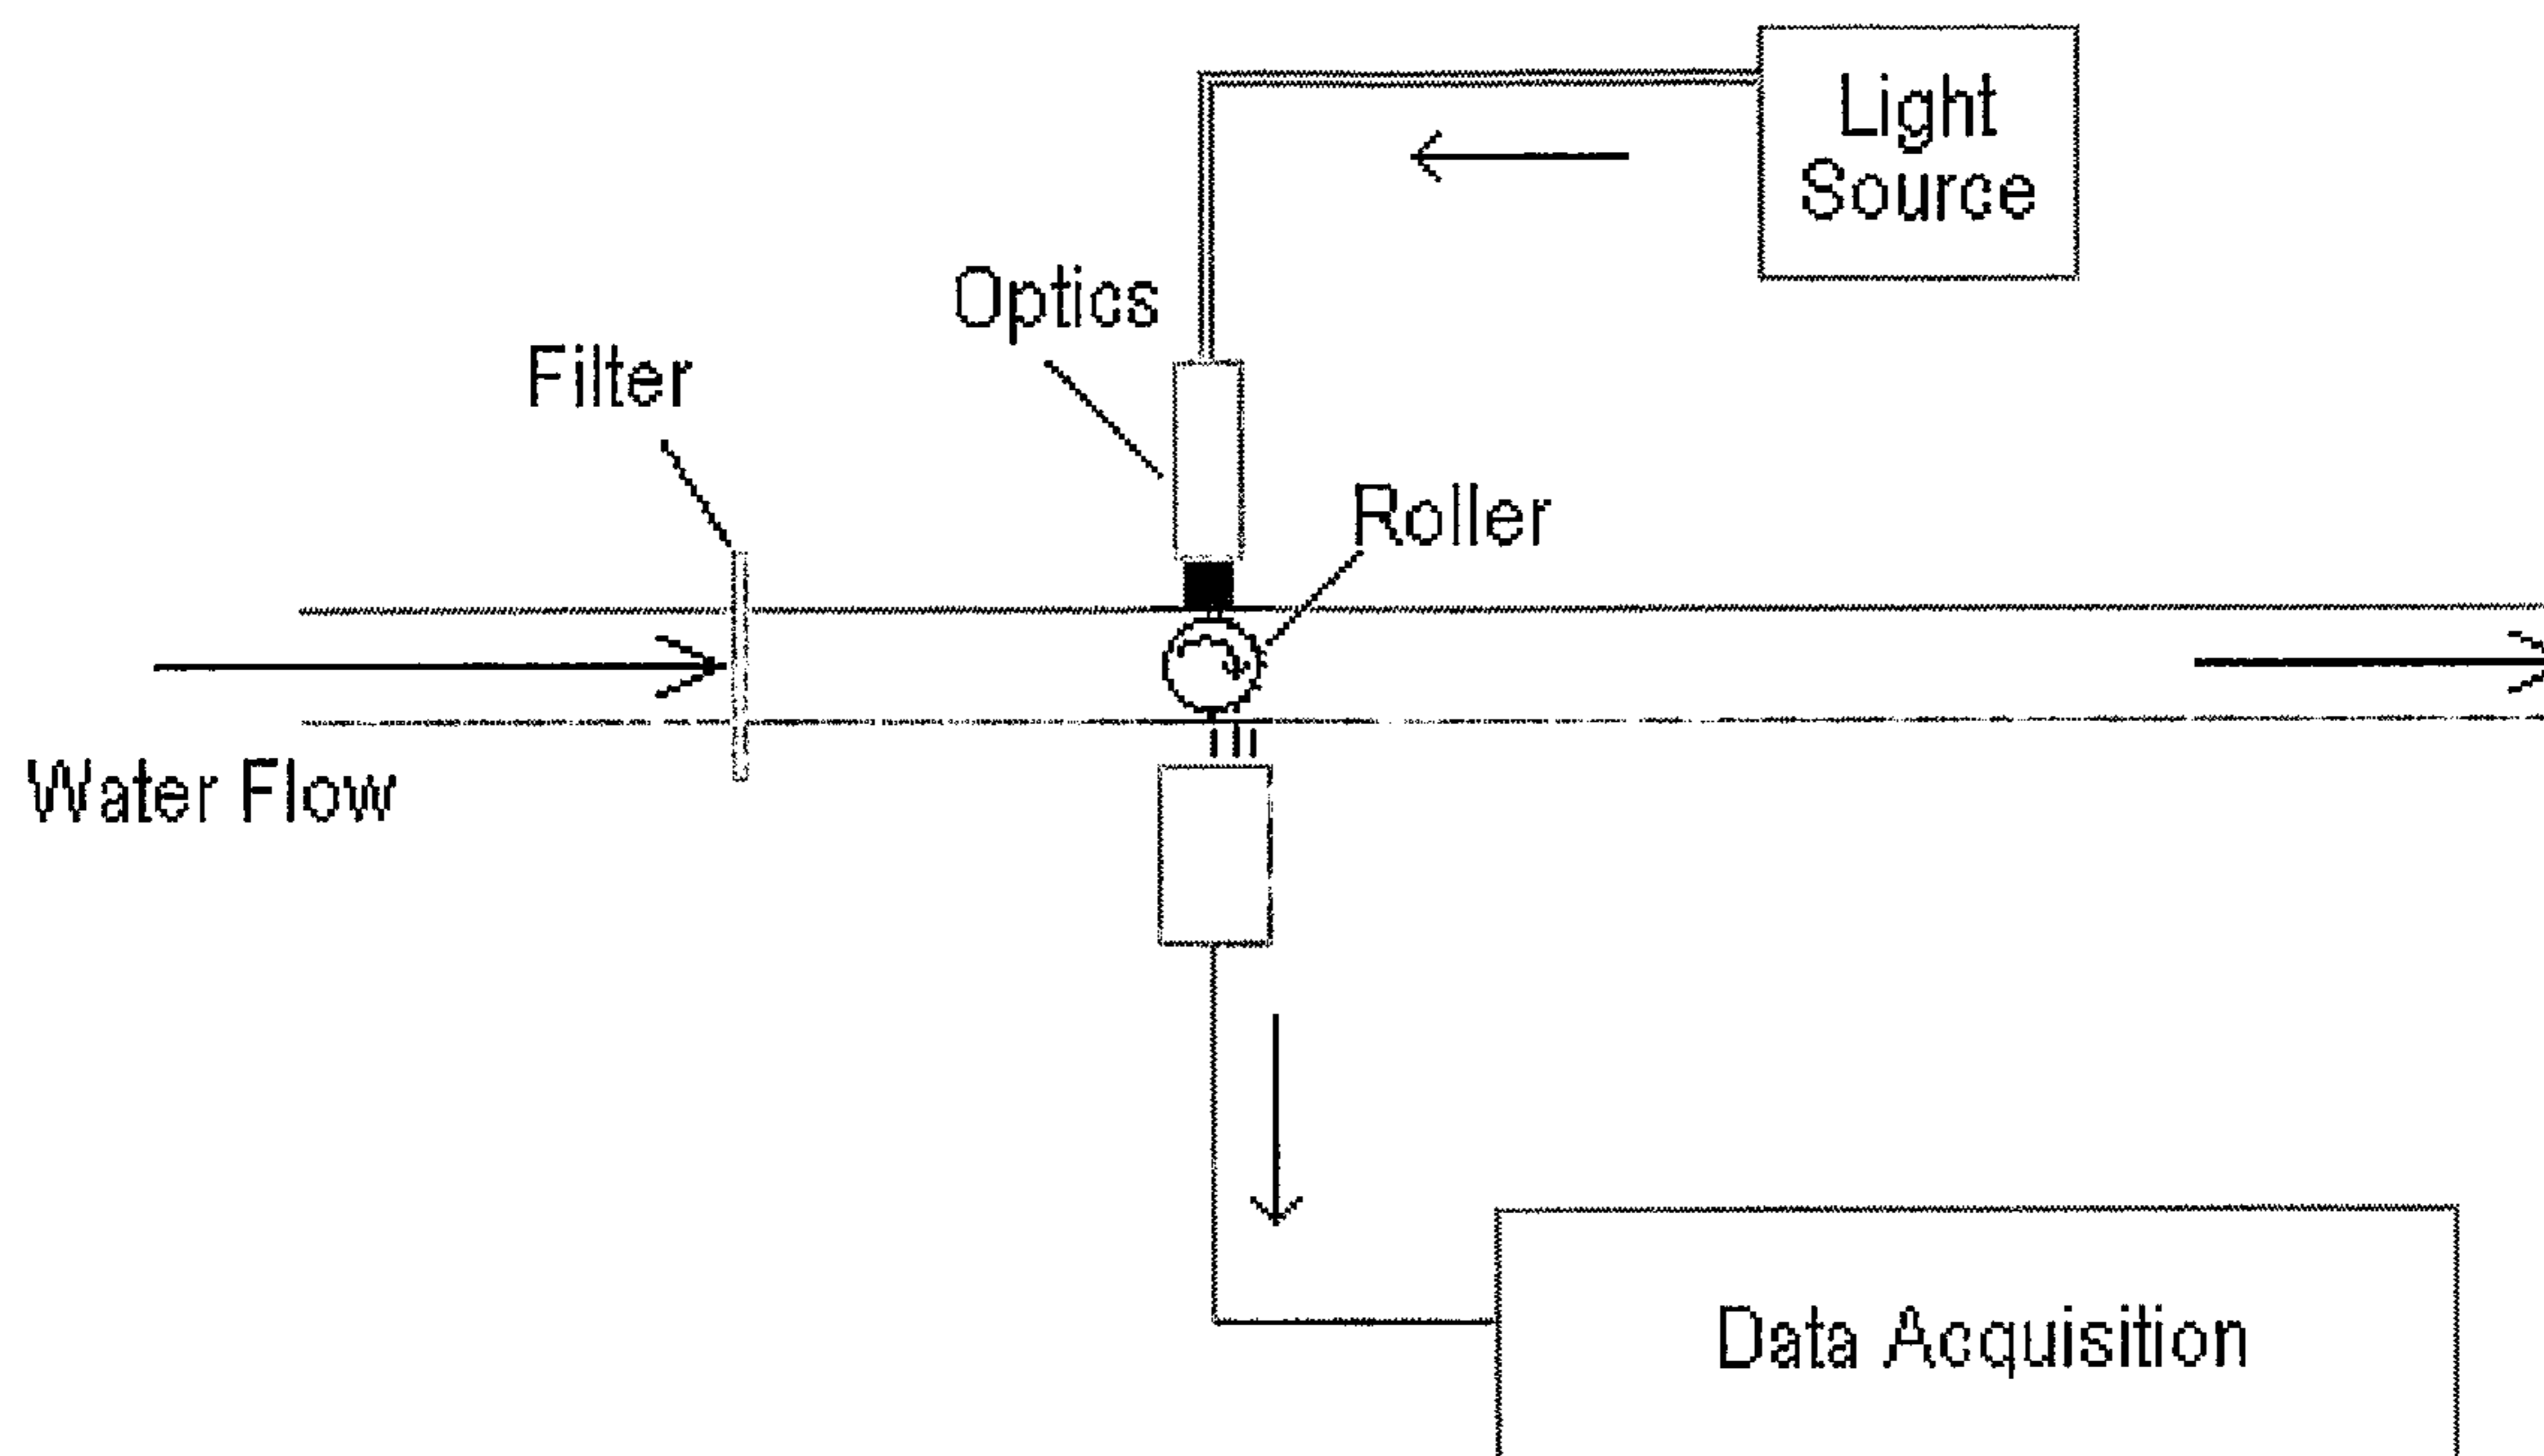 Light
Source
Optics
Filter
Roller
Water Flow
Data Acquisition